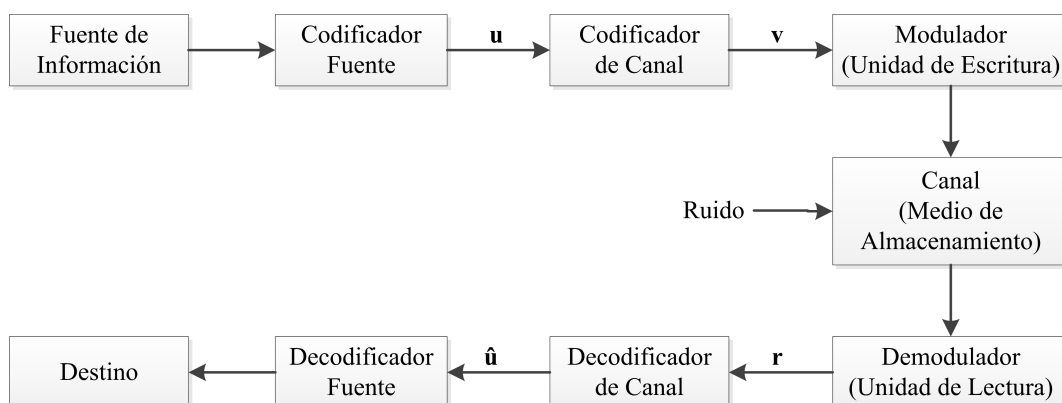 Fuente de
Información
Codificador
Fuente
u
Codificador
de Canal
v
Modulador
(Unidad de Escritura)
Ruido
Canal
(Medio de
Almacenamiento)
Destino
Decodificador
Fuente
û
Decodificador
de Canal
r
Demodulador
(Unidad de Lectura)